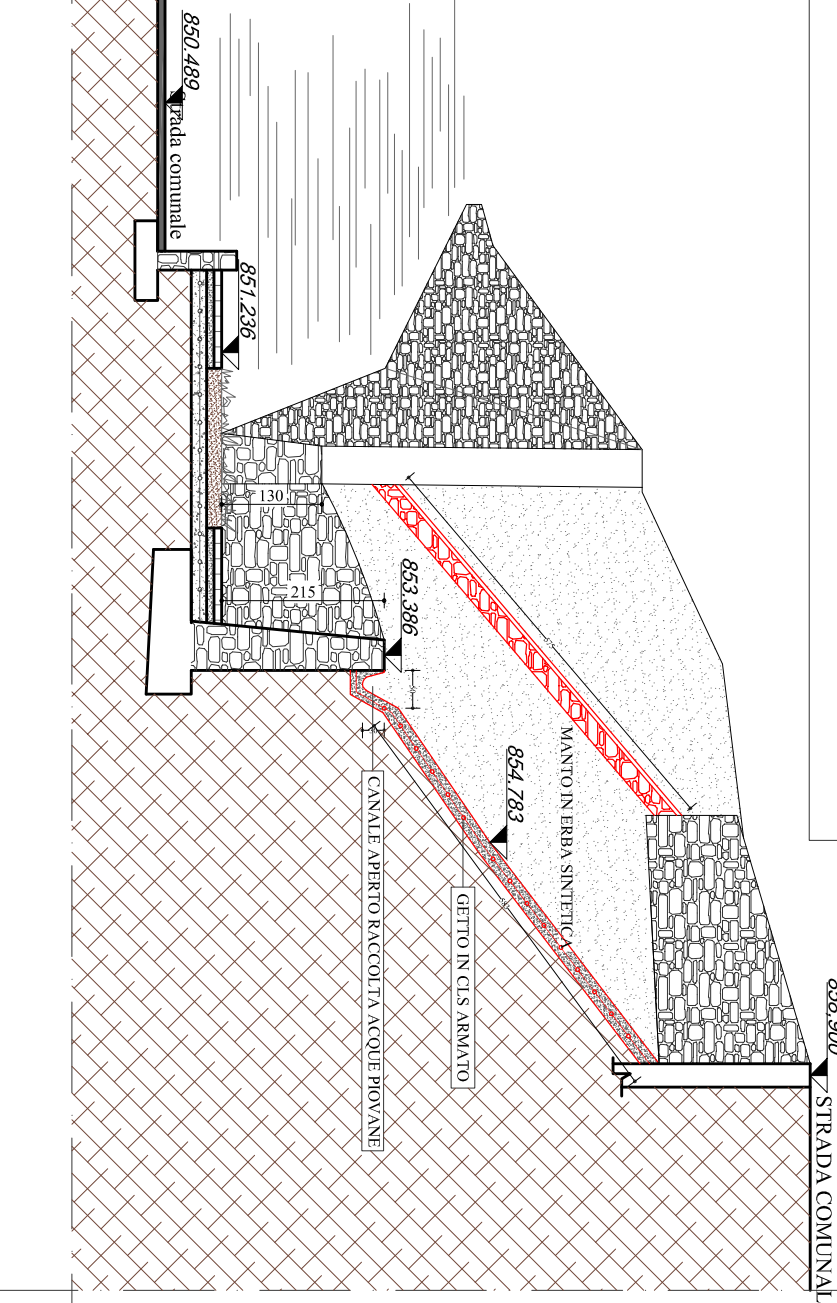 850.489
Strada comunale
851.236
130
215
853.386
MANTO IN ERBA SINTETICA
854.783
CANALE APERTO RACCOLTA ACQUE PIOVANE
GETTO IN CLS ARMATO
STRADA COMUNAL